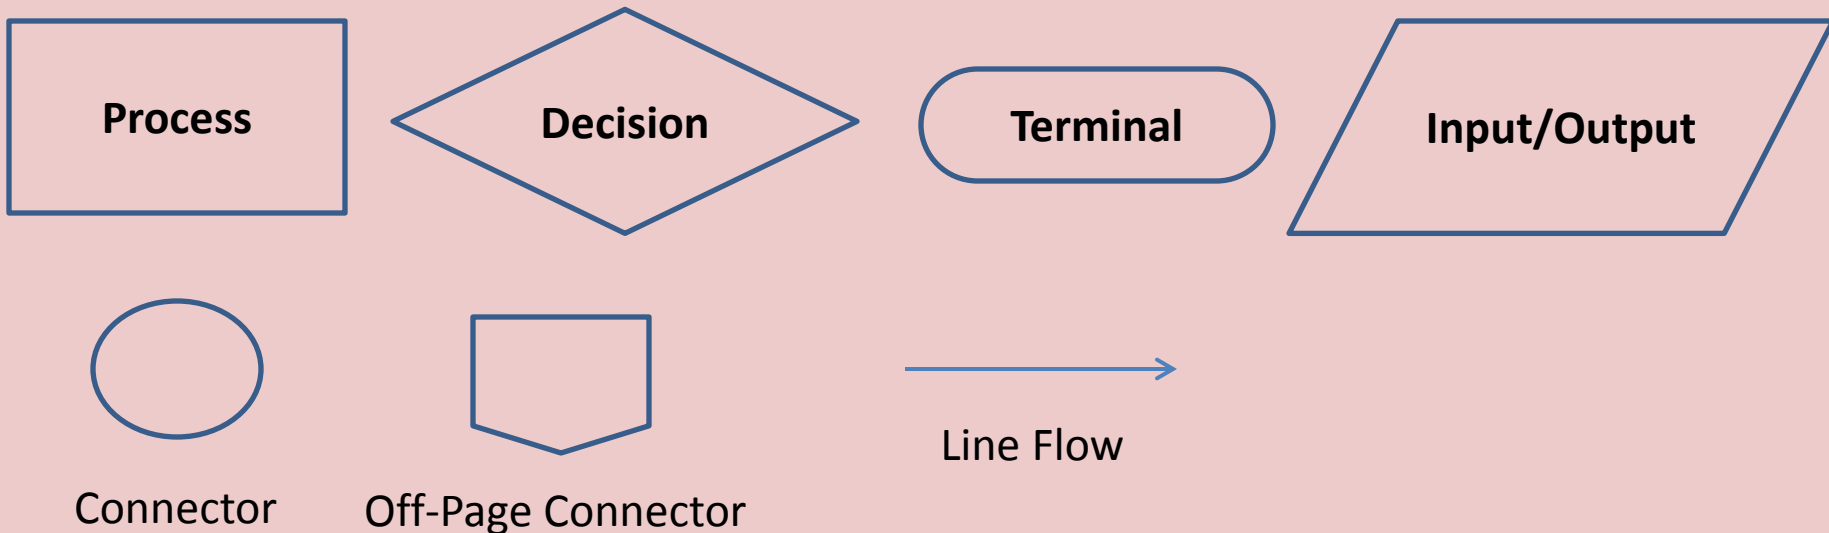 Process
Decision
Terminal
Input/Output
Line Flow
Connector
Off-Page Connector